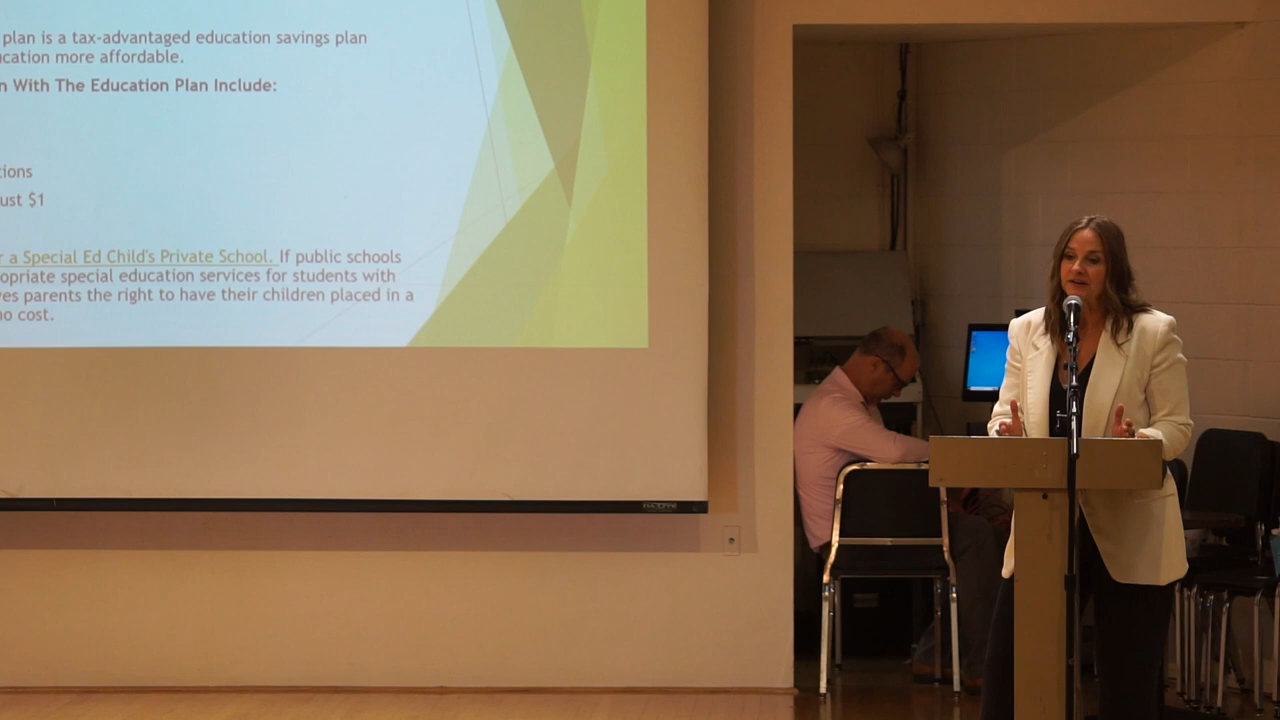 plan is a tax-advantaged education savings plan
ucation more affordable.
n With The Education Plan Include:
tions
ust $1
r a Special Ed Child's Private School. If public schools
opriate special education services for students with
ves parents the right to have their children placed in a
no cost.